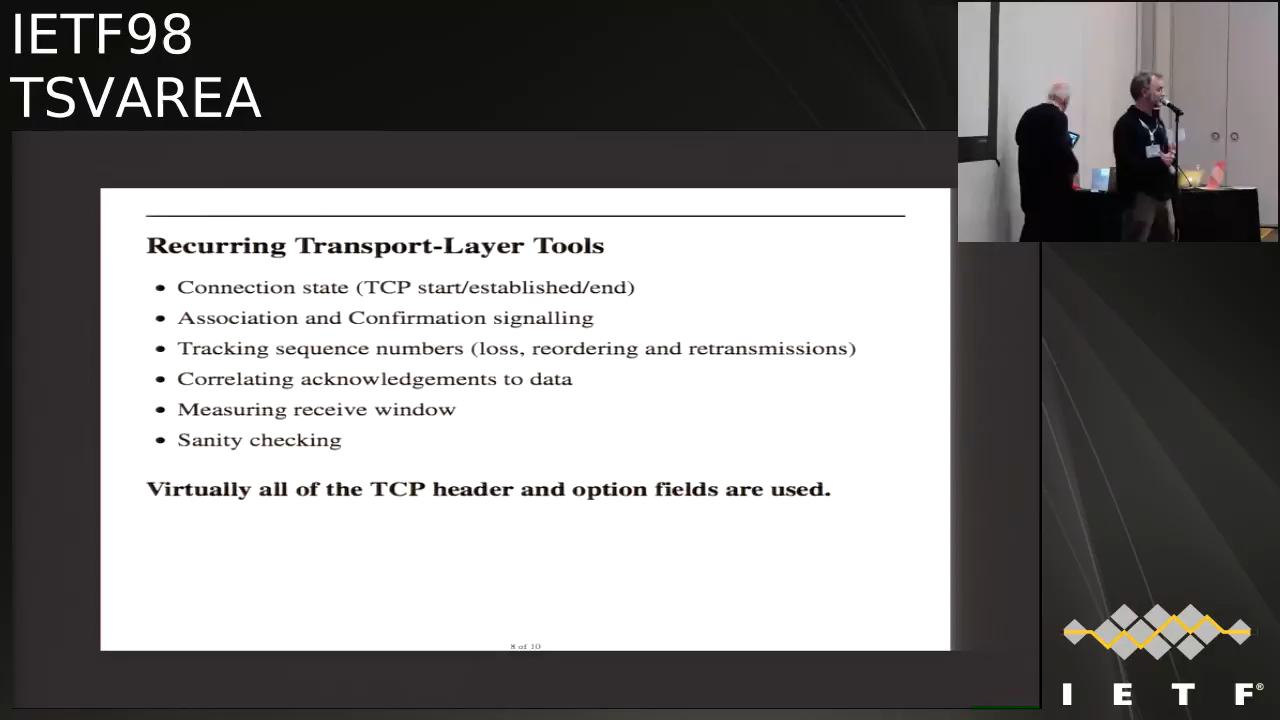 IETF98
TSVAREA
Recurring Transport-Layer Tools
• Connection state (TCP start/established/end)
• Association and Confirmation signalling
• Tracking sequence numbers (loss, reordering and retransmissions)
• Correlating acknowledgements to data
• Measuring receive window
• Sanity checking
Virtually all of the TCP header and option fields are used.
8 of 10
I E T F®